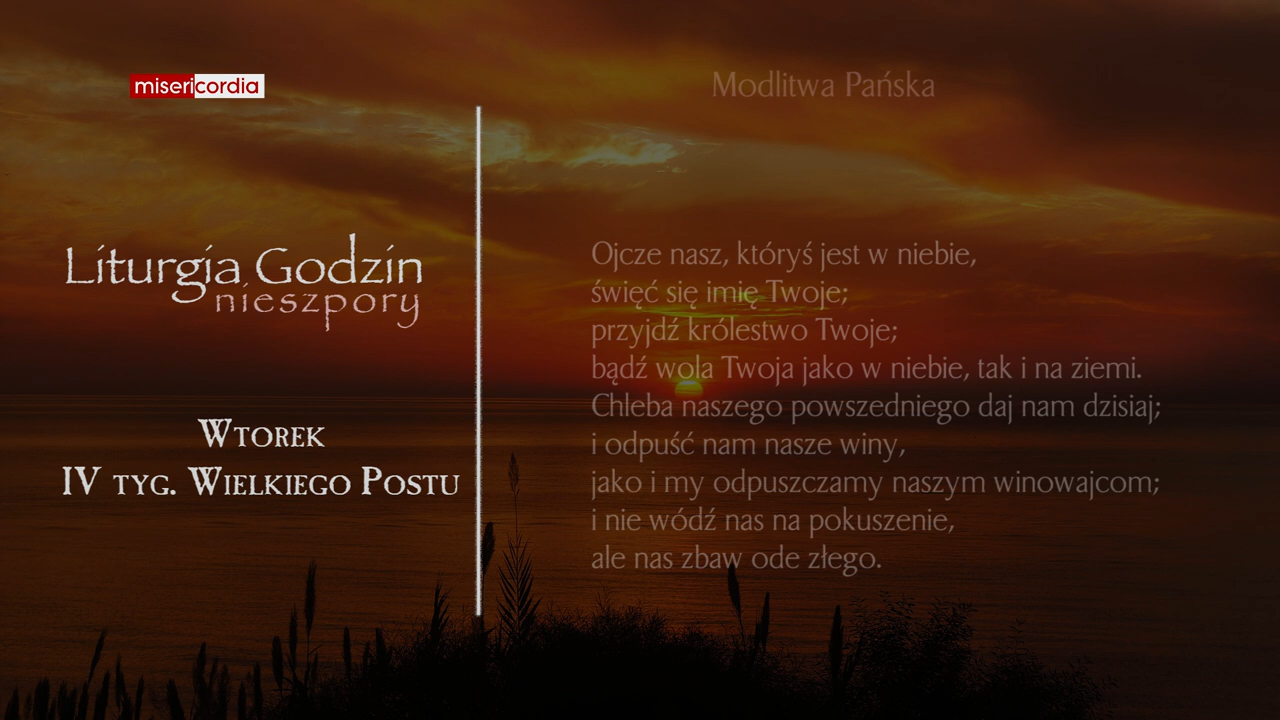 misericordia
Liturgia Godzin
nieszpory
Wtorek
IV tyg. Wielkiego Postu
Modlitwa Pańska
Ojcze nasz, któryś jest w niebie,
święć się imię Twoje;
przyjdź królestwo Twoje;
bądź wola Twoja jako w niebie, tak i na ziemi.
Chleba naszego powszedniego daj nam dzisiaj;
i odpuść nam nasze winy,
jako i my odpuszczamy naszym winowajcom;
i nie wódź nas na pokuszenie,
ale nas zbaw ode złego.